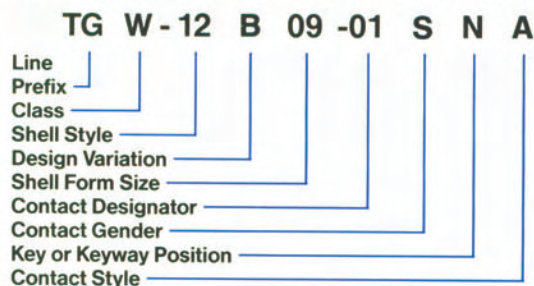 TG W - 12 B 09 -01 S N A
Line
Prefix
Class
Shell Style
Design Variation
Shell Form Size
Contact Designator
Contact Gender
Key or Keyway Position
Contact Style